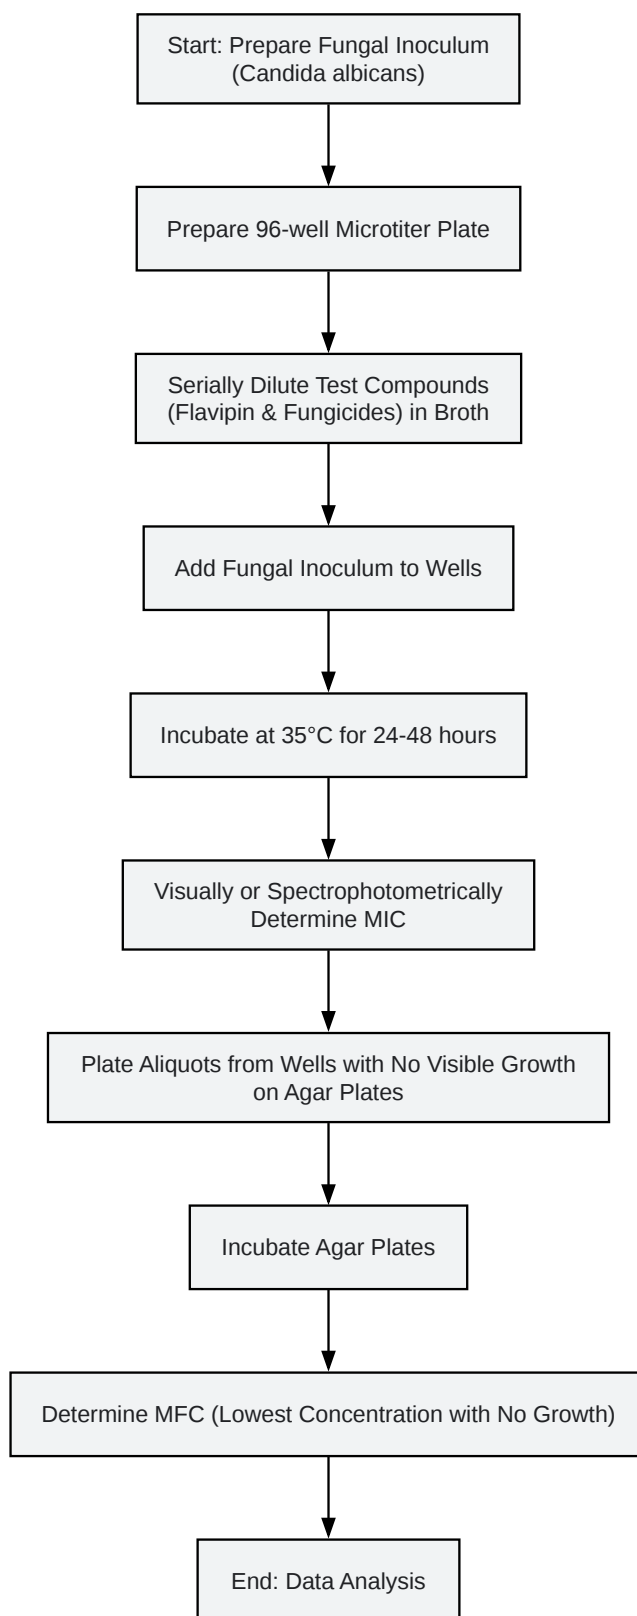 Start: Prepare Fungal Inoculum
(Candida albicans)
Prepare 96-well Microtiter Plate
Serially Dilute Test Compounds
(Flavipin & Fungicides) in Broth
Add Fungal Inoculum to Wells
Incubate at 35°C for 24-48 hours
Visually or Spectrophotometrically
Determine MIC
Plate Aliquots from Wells with No Visible Growth
on Agar Plates
Incubate Agar Plates
Determine MFC (Lowest Concentration with No Growth)
End: Data Analysis